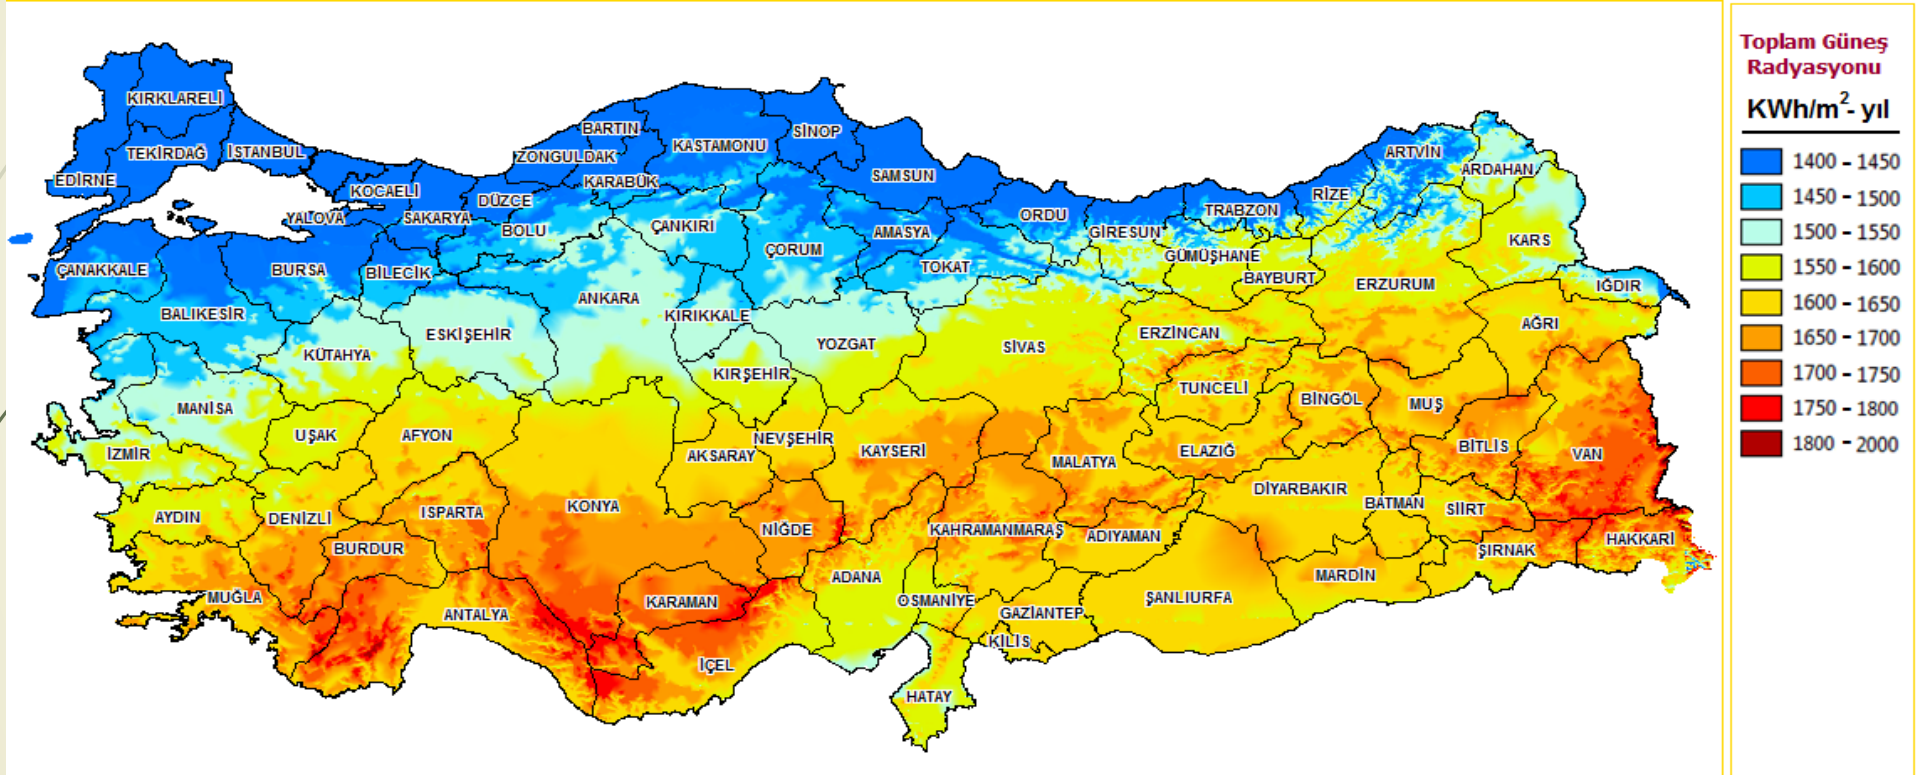 KIRKLARELİ
TEKİRDAĞ
İSTANBUL
EDİRNE
KOCAELİ
YALOVA
SAKARYA
DÜZCE
ZONGULDAK
BARTIN
KARABÜK
KASTAMONU
SİNOP
SAMSUN
BOLU
ÇANKIRI
ÇORUM
AMASYA
TOKAT
ORDU
GİRESUN
TRABZON
RİZE
ARTVİN
ARDAHAN
KARS
GÜMÜŞHANE
BAYBURT
ERZURUM
IĞDIR
AĞRI
ÇANAKKALE
BURSA
BİLECİK
BALIKESİR
ESKİŞEHİR
ANKARA
KIRIKKALE
KÜTAHYA
YOZGAT
KIRŞEHİR
SİVAS
ERZİNCAN
TUNCELİ
BİNGÖL
MUŞ
BİTLİS
VAN
MANİSA
UŞAK
AFYON
İZMİR
AKSARAY
NEVŞEHİR
KAYSERİ
MALATYA
ELAZIĞ
DİYARBAKIR
BATMAN
SİİRT
AYDIN
DENİZLİ
ISPARTA
KONYA
NİĞDE
KAHRAMANMARAŞ
ADIYAMAN
ŞIRNAK
HAKKARİ
BURDUR
MUĞLA
ANTALYA
KARAMAN
ADANA
OSMANİYE
GAZİANTEP
KİLİS
ŞANLIURFA
MARDİN
İÇEL
HATAY
Toplam Güneş
Radyasyonu
KWh/m²- yıl
1400 - 1450
1450 - 1500
1500 - 1550
1550 - 1600
1600 - 1650
1650 - 1700
1700 - 1750
1750 - 1800
1800 - 2000